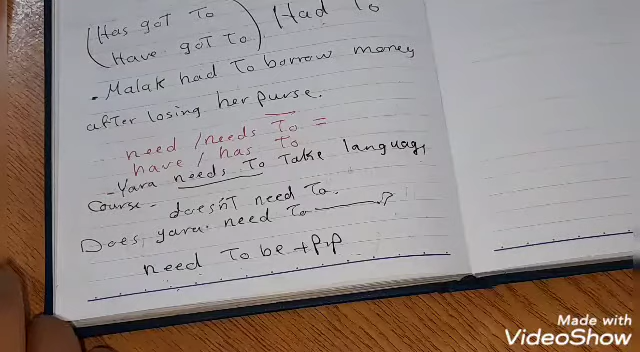 (Has goT To Had To
Have goT To)
• Malak had To borrow money
after losing her purse.
need / needs To =
have / has To
- Yara needs To Take language
Course - doesn't need To.
Does, yara need To ——?
need To be + p.p
Made with
VideoShow